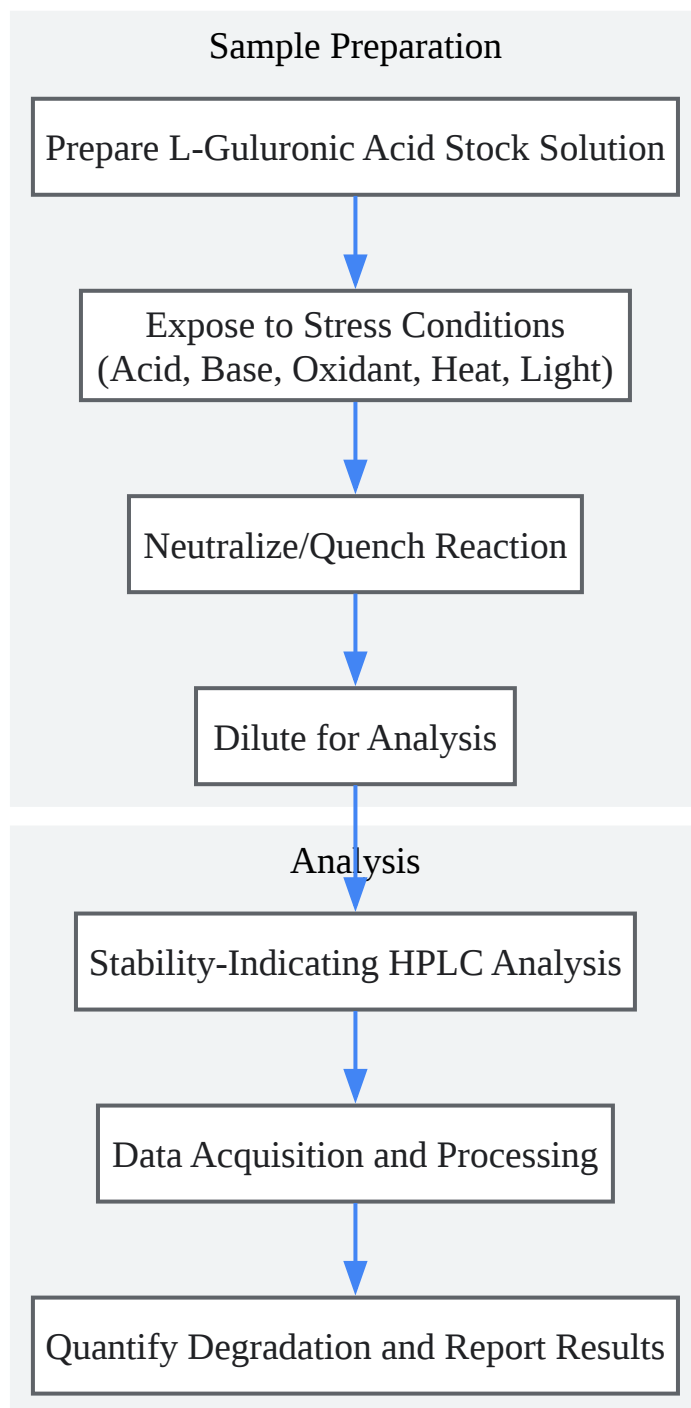 Sample Preparation
Prepare L-Guluronic Acid Stock Solution
Expose to Stress Conditions
(Acid, Base, Oxidant, Heat, Light)
Neutralize/Quench Reaction
Dilute for Analysis
Analysis
Stability-Indicating HPLC Analysis
Data Acquisition and Processing
Quantify Degradation and Report Results